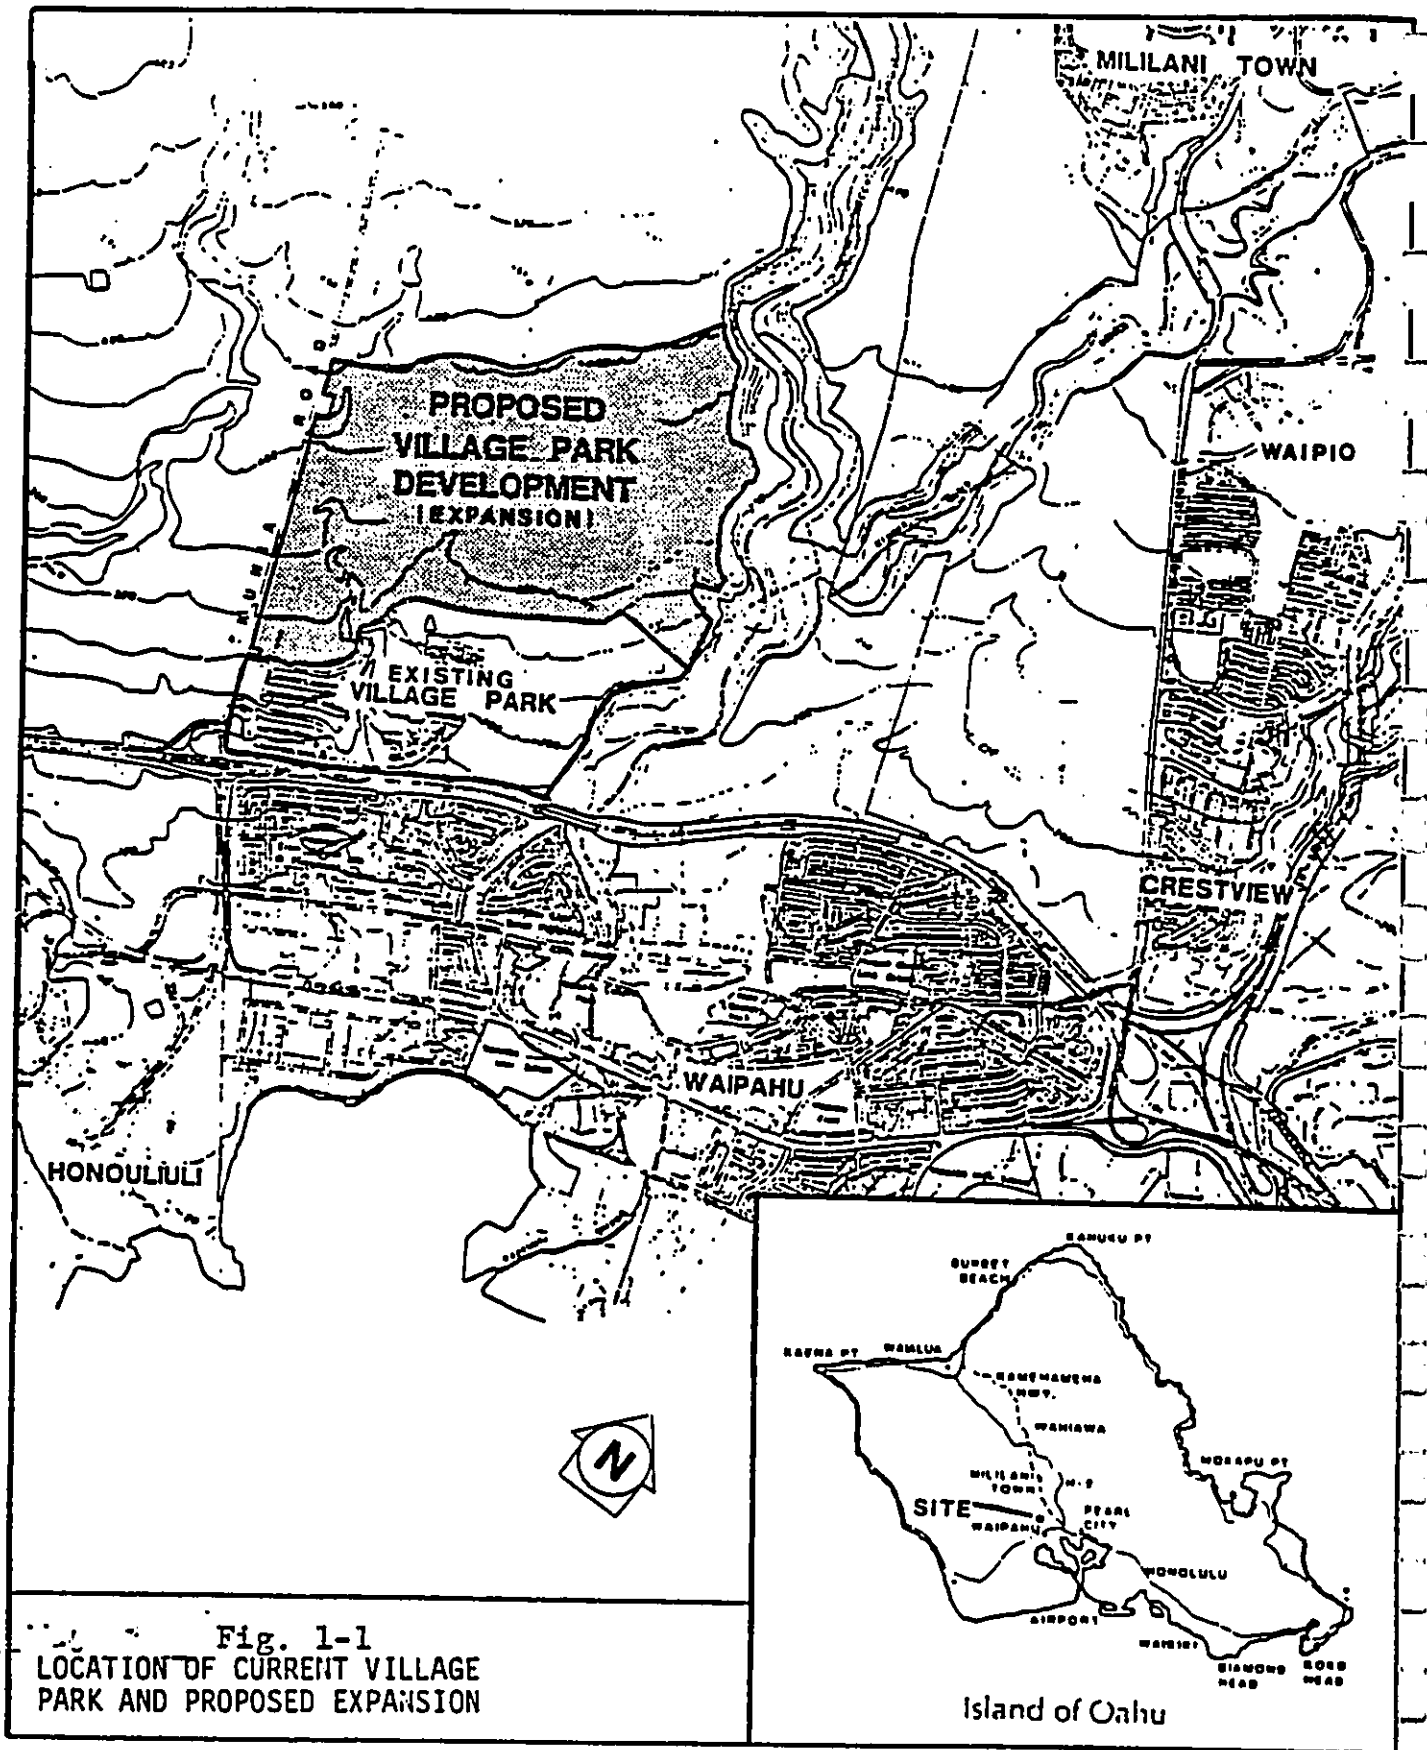 MILILANI TOWN
PROPOSED
VILLAGE PARK
DEVELOPMENT
(EXPANSION)
WAIPIO
KUNIA
ROAD
EXISTING
VILLAGE PARK
CRESTVIEW
WAIPAHU
HONOULIULI
N
KAHUKU PT
SUNSET
BEACH
KAENA PT
WAIALUA
KAMEHAMEHA
HWY.
WAHIAWA
MOKAPU PT
MILILANI
TOWN
H-2
SITE
PEARL
CITY
WAIPAHU
HONOLULU
AIRPORT
WAIKIKI
DIAMOND
HEAD
KOKO
HEAD
Island of Oahu
Fig. 1-1
LOCATION OF CURRENT VILLAGE
PARK AND PROPOSED EXPANSION